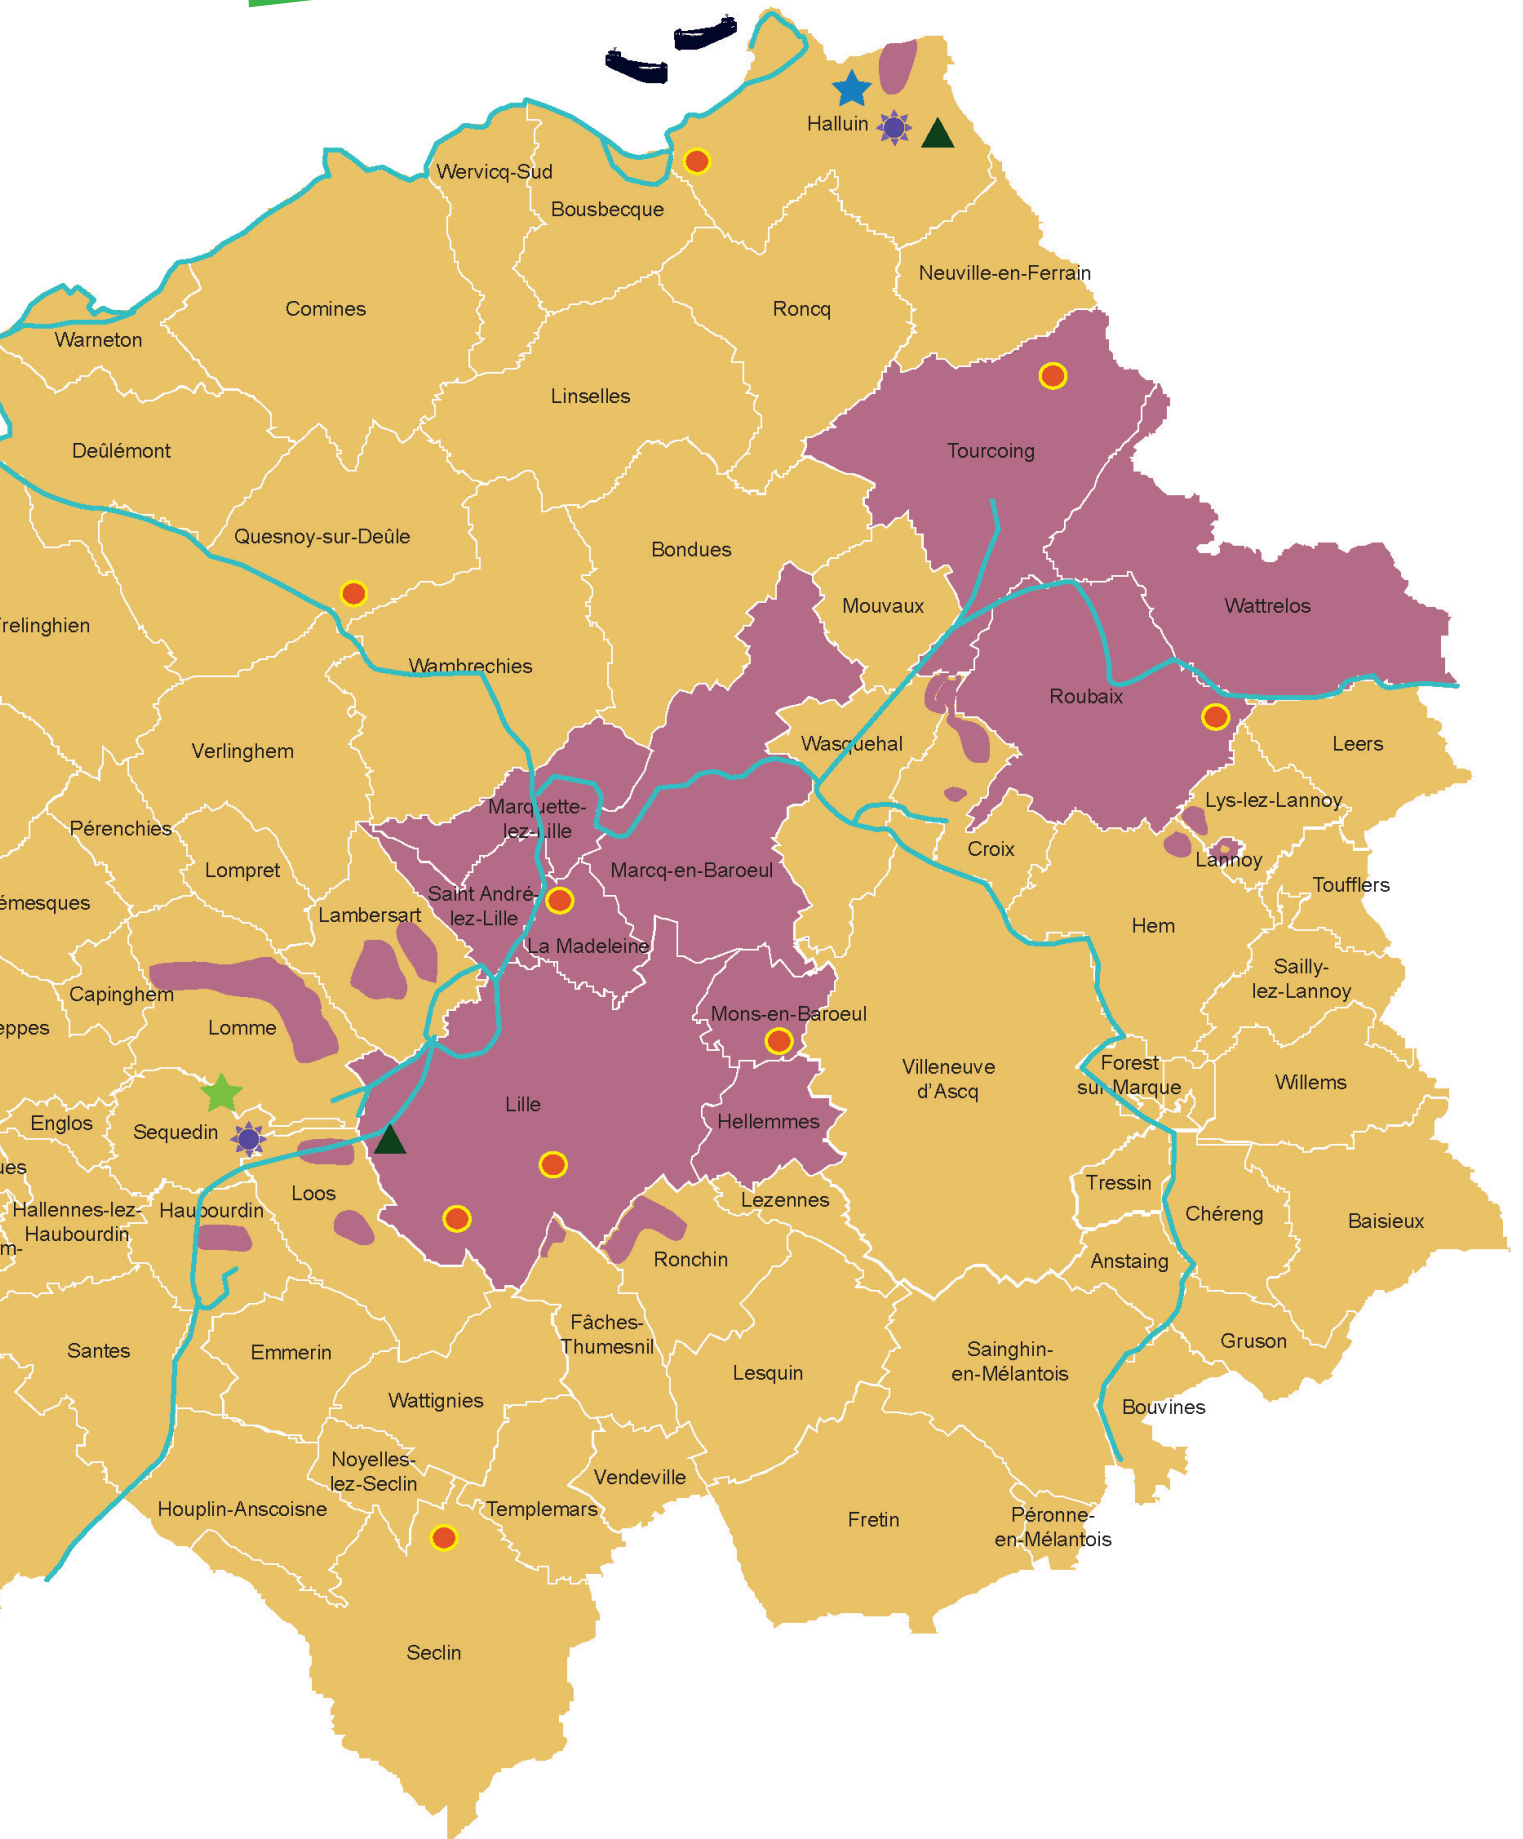 Halluin
Wervicq-Sud
Bousbecque
Neuville-en-Ferrain
Comines
Roncq
Warneton
Linselles
Deûlémont
Tourcoing
Quesnoy-sur-Deûle
Bondues
Mouvaux
Wattrelos
relinghien
Wambrechies
Roubaix
Verlinghem
Wasquehal
Leers
Marquette-
lez-Lille
Lys-lez-Lannoy
Pérenchies
Croix
Lompret
Marcq-en-Baroeul
Lannoy
Toufflers
émesques
Saint André-
lez-Lille
Lambersart
Hem
La Madeleine
Sailly-
lez-Lannoy
Capinghem
Mons-en-Baroeul
eppes
Lomme
Villeneuve
d'Ascq
Forest
sur Marque
Willems
Lille
Englos
Sequedin
Hellemmes
ues
Loos
Tressin
Lezennes
Hallennes-lez-
Haubourdin
Haubourdin
Chéreng
Baisieux
m-
Ronchin
Anstaing
Fâches-
Thumesnil
Santes
Emmerin
Sainghin-
en-Mélantois
Gruson
Lesquin
Wattignies
Bouvines
Noyelles-
lez-Seclin
Vendeville
Houplin-Anscoisne
Templemars
Fretin
Péronne-
en-Mélantois
Seclin